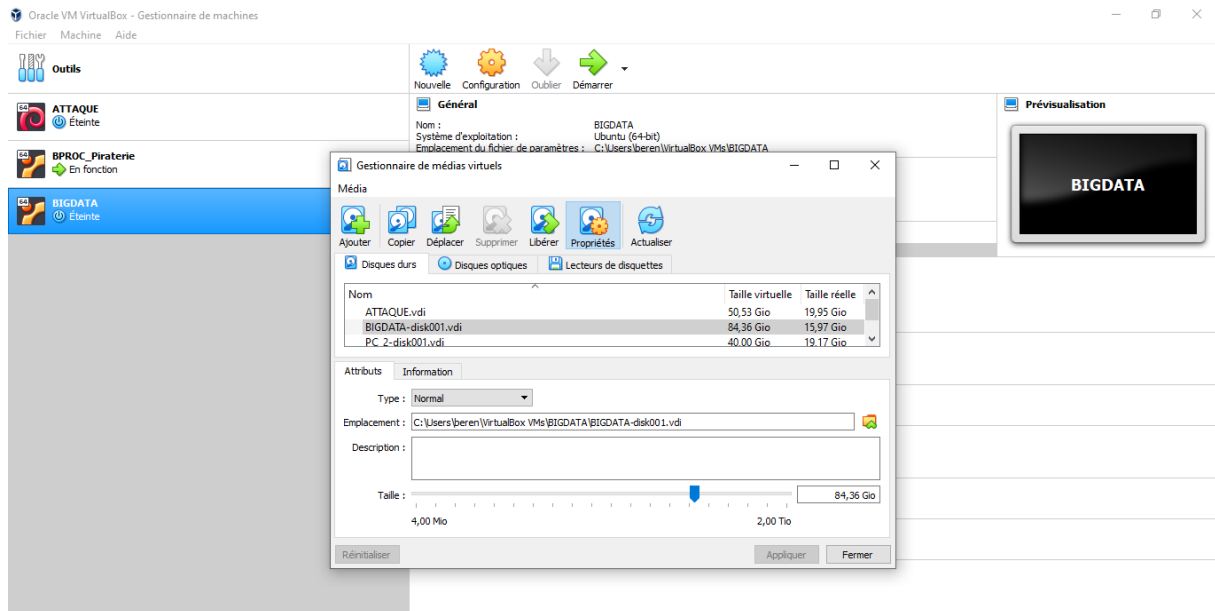 Oracle VM VirtualBox - Gestionnaire de machines
Fichier Machine Aide
Outils
Nouvelle Configuration Oublier Démarrer
64 ATTAQUE
Éteinte
64 BPROC_Piraterie
En fonction
64 BIGDATA
Éteinte
Général
Nom : BIGDATA
Système d'exploitation : Ubuntu (64-bit)
Emplacement du fichier de paramètres : C:\Users\beren\VirtualBox VMs\BIGDATA
Prévisualisation
BIGDATA
Gestionnaire de médias virtuels
Média
Ajouter Copier Déplacer Supprimer Libérer Propriétés Actualiser
Disques durs Disques optiques Lecteurs de disquettes
Nom Taille virtuelle Taille réelle
ATTAQUE.vdi 50,53 Gio 19,95 Gio
BIGDATA-disk001.vdi 84,36 Gio 15,97 Gio
PC_2-disk001.vdi 40,00 Gio 19,17 Gio
Attributs Information
Type : Normal
Emplacement : C:\Users\beren\VirtualBox VMs\BIGDATA\BIGDATA-disk001.vdi
Description :
Taille : 84,36 Gio
4,00 Mio 2,00 Tio
Réinitialiser Appliquer Fermer